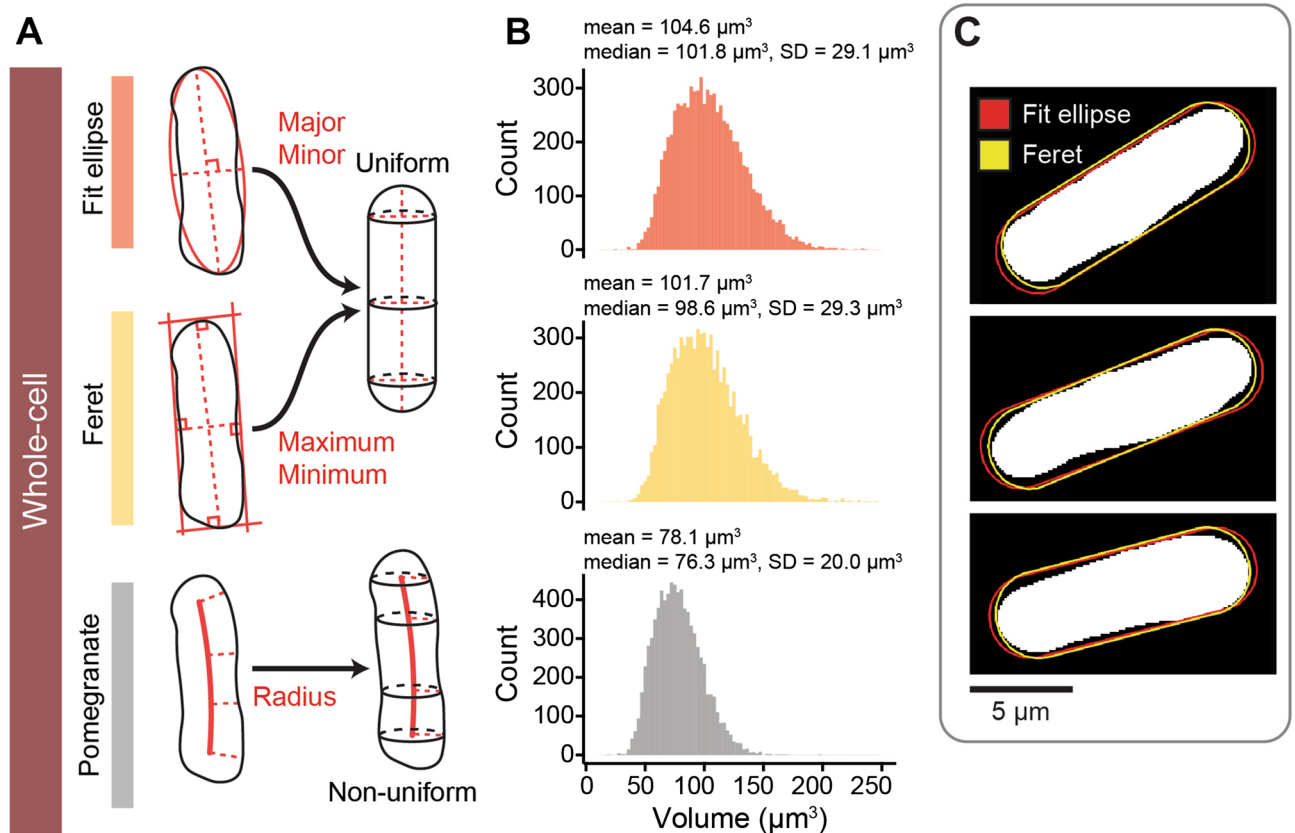 A
Whole-cell
Fit ellipse
Major
Minor
Uniform
Feret
Maximum
Minimum
Pomegranate
Radius
Non-uniform
B
mean = 104.6 µm³
median = 101.8 µm³, SD = 29.1 µm³
Count
300
200
100
0
mean = 101.7 µm³
median = 98.6 µm³, SD = 29.3 µm³
Count
300
200
100
0
mean = 78.1 µm³
median = 76.3 µm³, SD = 20.0 µm³
Count
400
300
200
100
0
0 50 100 150 200 250
Volume (µm³)
C
Fit ellipse
Feret
5 µm